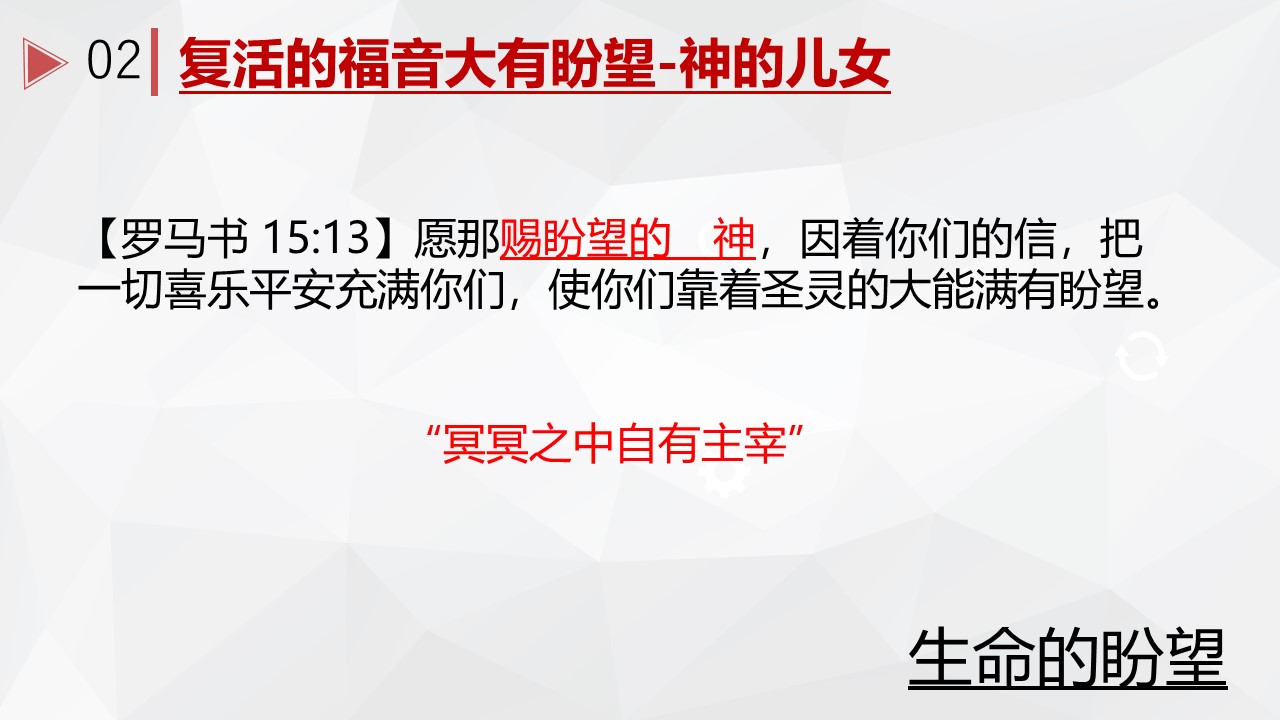 02 复活的福音大有盼望-神的儿女
【罗马书 15:13】愿那赐盼望的　神，因着你们的信，把
一切喜乐平安充满你们，使你们靠着圣灵的大能满有盼望。
“冥冥之中自有主宰”
生命的盼望